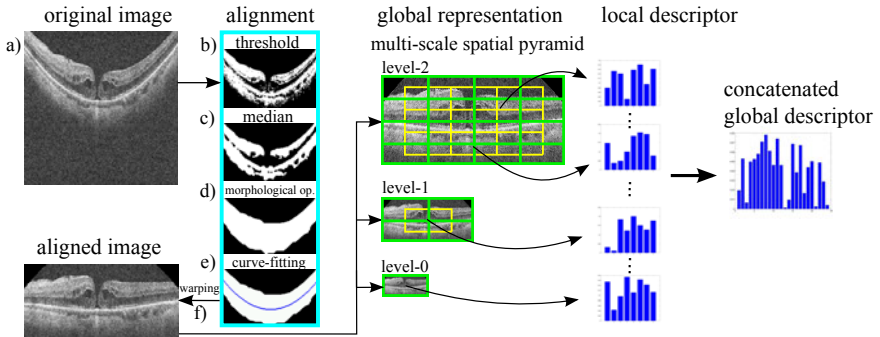 original image
alignment
global representation
local descriptor
a)
b)
threshold
multi-scale spatial pyramid
level-2
concatenated
global descriptor
c)
median
d)
morphological op.
level-1
aligned image
e)
curve-fitting
level-0
warping
f)